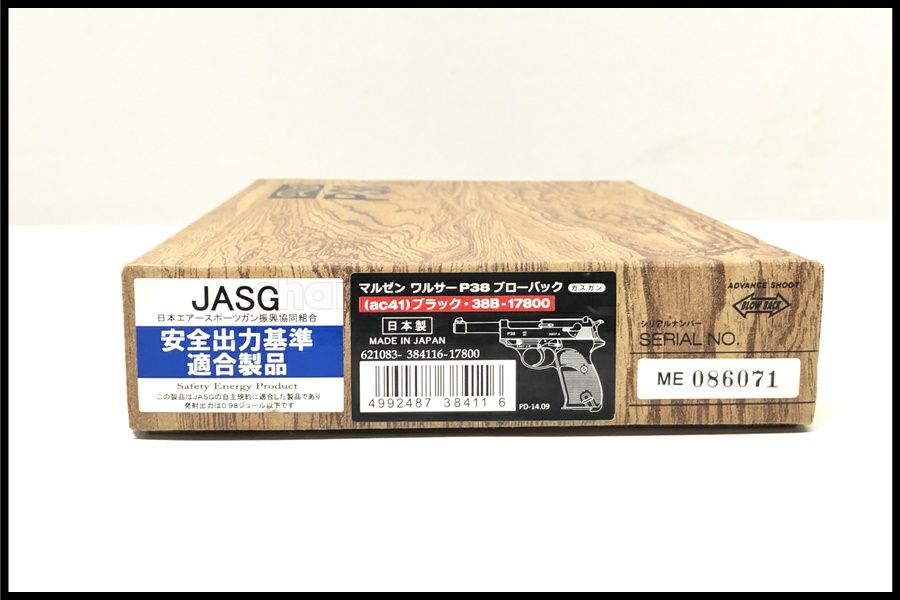 P38
JASG
日本エアースポーツガン振興協同組合
安全出力基準
適合製品
Safety Energy Product
この製品はJASGの自主規約に適合した製品であり
発射出力は0.98ジュール以下です
マルゼン ワルサーP38 ブローバック ガスガン
(ac41)ブラック・38B-17800
日本製
MADE IN JAPAN
621083- 384116-17800
4992487 384116
P38
PD-14.09
ADVANCE SHOOT
BLOW BACK
シリアルナンバー
SERIAL NO.
ME 086071